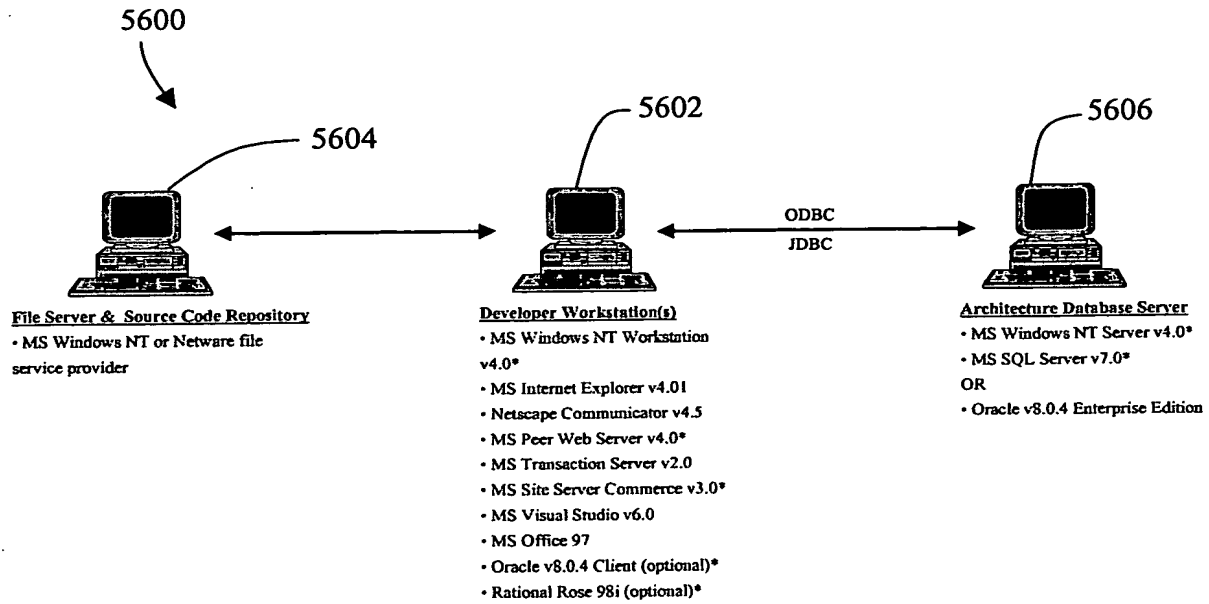 5600
5604
5602
5606
ODBC
JDBC
File Server & Source Code Repository
• MS Windows NT or Netware file
service provider
Developer Workstation(s)
• MS Windows NT Workstation
v4.0*
• MS Internet Explorer v4.01
• Netscape Communicator v4.5
• MS Peer Web Server v4.0*
• MS Transaction Server v2.0
• MS Site Server Commerce v3.0*
• MS Visual Studio v6.0
• MS Office 97
• Oracle v8.0.4 Client (optional)*
• Rational Rose 98i (optional)*
Architecture Database Server
• MS Windows NT Server v4.0*
• MS SQL Server v7.0*
OR
• Oracle v8.0.4 Enterprise Edition